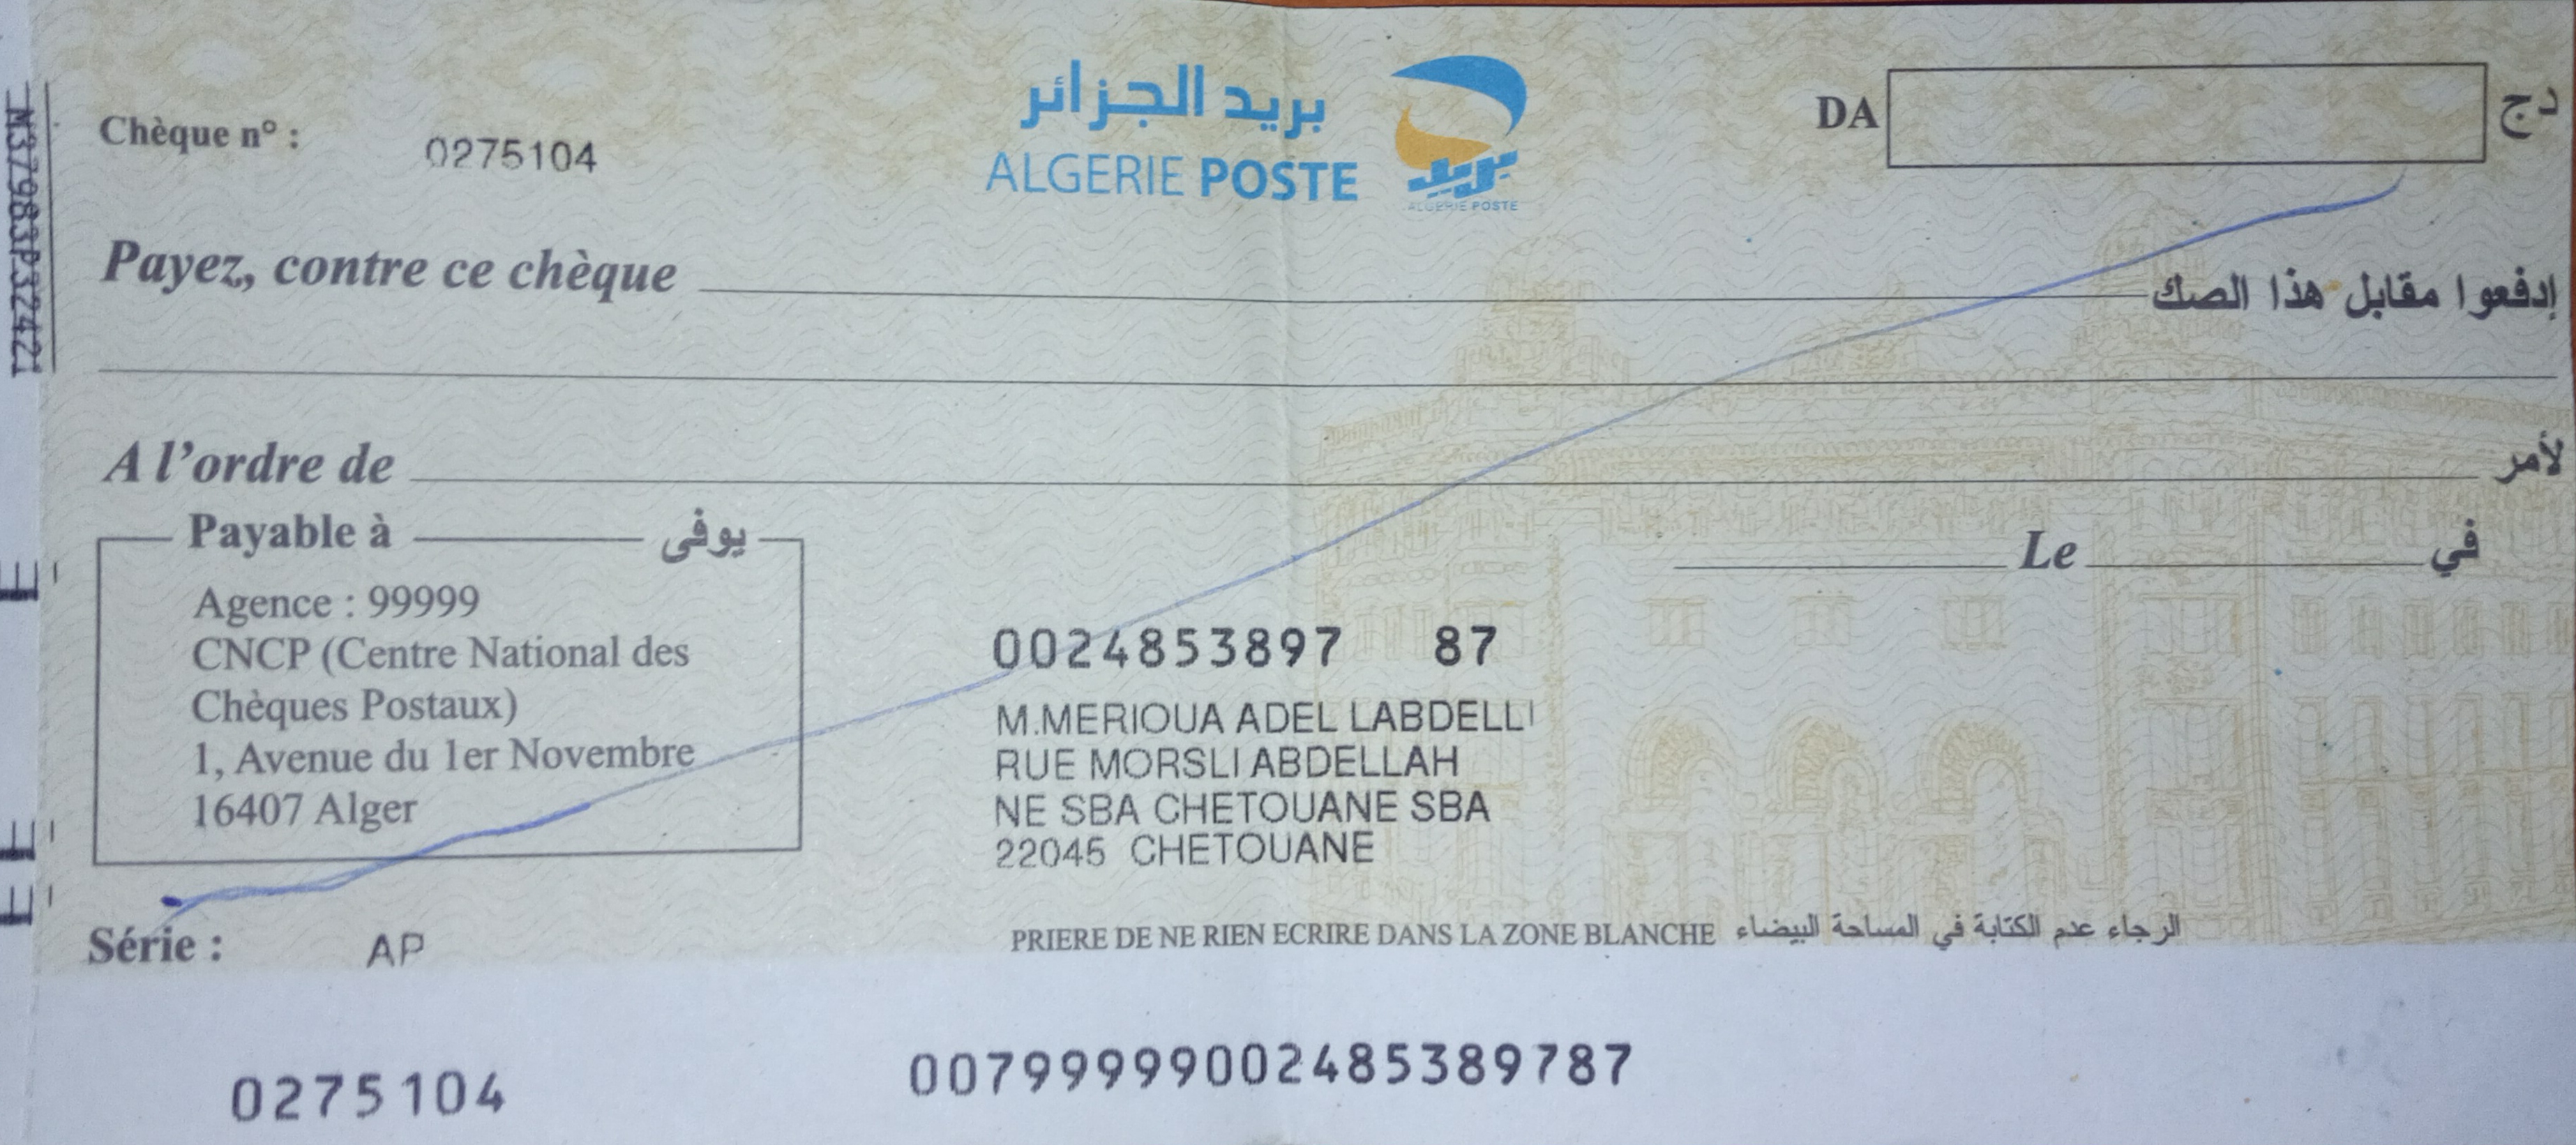 بريد الجزائر
ALGERIE POSTE
بريد
ALGERIE POSTE
DA دج
Chèque n° : 0275104
Payez, contre ce chèque إدفعوا مقابل هذا الصك
A l'ordre de لأمر
Payable à يوفى
Le في
Agence : 99999
CNCP (Centre National des
Chèques Postaux)
1, Avenue du 1er Novembre
16407 Alger
0024853897 87
M.MERIOUA ADEL LABDELLI
RUE MORSLI ABDELLAH
NE SBA CHETOUANE SBA
22045 CHETOUANE
Série : AP
PRIERE DE NE RIEN ECRIRE DANS LA ZONE BLANCHE الرجاء عدم الكتابة في المساحة البيضاء
0275104
00799999002485389787